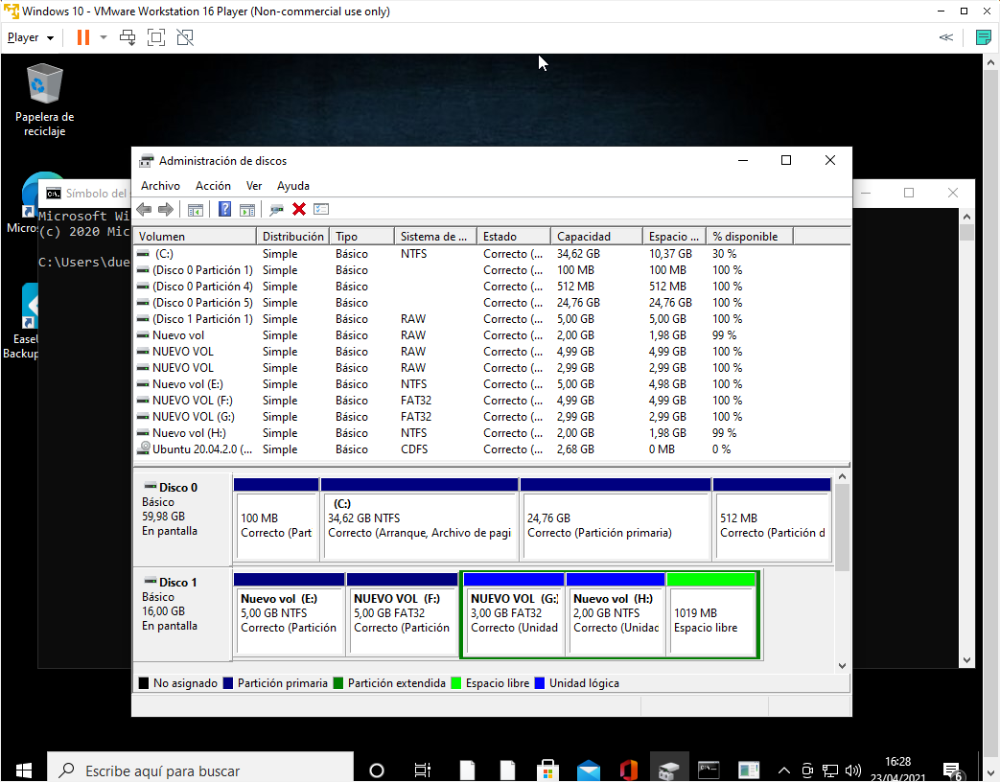 Windows 10 - VMware Workstation 16 Player (Non-commercial use only)
Player
Papelera de
reciclaje
Administración de discos
Archivo Acción Ver Ayuda
Símbolo del
Microsoft Wi
(c) 2020 Mic
C:\Users\due
Volumen Distribución Tipo Sistema de ... Estado Capacidad Espacio ... % disponible
(C:) Simple Básico NTFS Correcto (... 34,62 GB 10,37 GB 30 %
(Disco 0 Partición 1) Simple Básico Correcto (... 100 MB 100 MB 100 %
(Disco 0 Partición 4) Simple Básico Correcto (... 512 MB 512 MB 100 %
(Disco 0 Partición 5) Simple Básico Correcto (... 24,76 GB 24,76 GB 100 %
(Disco 1 Partición 1) Simple Básico RAW Correcto (... 5,00 GB 5,00 GB 100 %
Nuevo vol Simple Básico RAW Correcto (... 2,00 GB 1,98 GB 99 %
NUEVO VOL Simple Básico RAW Correcto (... 4,99 GB 4,99 GB 100 %
NUEVO VOL Simple Básico RAW Correcto (... 2,99 GB 2,99 GB 100 %
Nuevo vol (E:) Simple Básico NTFS Correcto (... 5,00 GB 4,98 GB 100 %
NUEVO VOL (F:) Simple Básico FAT32 Correcto (... 4,99 GB 4,99 GB 100 %
NUEVO VOL (G:) Simple Básico FAT32 Correcto (... 2,99 GB 2,99 GB 100 %
Nuevo vol (H:) Simple Básico NTFS Correcto (... 2,00 GB 1,98 GB 99 %
Ubuntu 20.04.2.0 (... Simple Básico CDFS Correcto (... 2,68 GB 0 MB 0 %
Micros
EaseU
Backup
Disco 0
Básico
59,98 GB
En pantalla
100 MB
Correcto (Part
(C:)
34,62 GB NTFS
Correcto (Arranque, Archivo de pagi
24,76 GB
Correcto (Partición primaria)
512 MB
Correcto (Partición d
Disco 1
Básico
16,00 GB
En pantalla
Nuevo vol (E:)
5,00 GB NTFS
Correcto (Partición
NUEVO VOL (F:)
5,00 GB FAT32
Correcto (Partición
NUEVO VOL (G:)
3,00 GB FAT32
Correcto (Unidad
Nuevo vol (H:)
2,00 GB NTFS
Correcto (Unidad
1019 MB
Espacio libre
No asignado Partición primaria Partición extendida Espacio libre Unidad lógica
Escribe aquí para buscar
16:28
23/04/2021
6